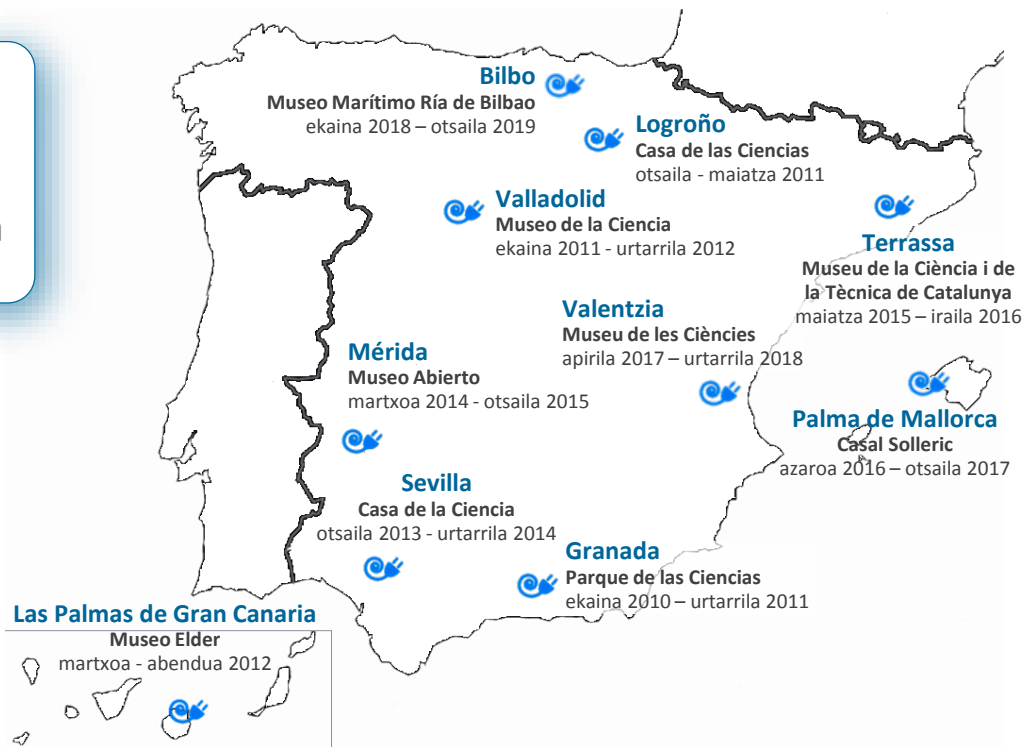 Bilbo
Museo Marítimo Ría de Bilbao
ekaina 2018 – otsaila 2019
Logroño
Casa de las Ciencias
otsaila - maiatza 2011
Valladolid
Museo de la Ciencia
ekaina 2011 - urtarrila 2012
Terrassa
Museu de la Ciència i de
la Tècnica de Catalunya
maiatza 2015 – iraila 2016
Valentzia
Museu de les Ciències
apirila 2017 – urtarrila 2018
Mérida
Museo Abierto
martxoa 2014 - otsaila 2015
Palma de Mallorca
Casal Solleric
azaroa 2016 – otsaila 2017
Sevilla
Casa de la Ciencia
otsaila 2013 - urtarrila 2014
Granada
Parque de las Ciencias
ekaina 2010 – urtarrila 2011
Las Palmas de Gran Canaria
Museo Elder
martxoa - abendua 2012